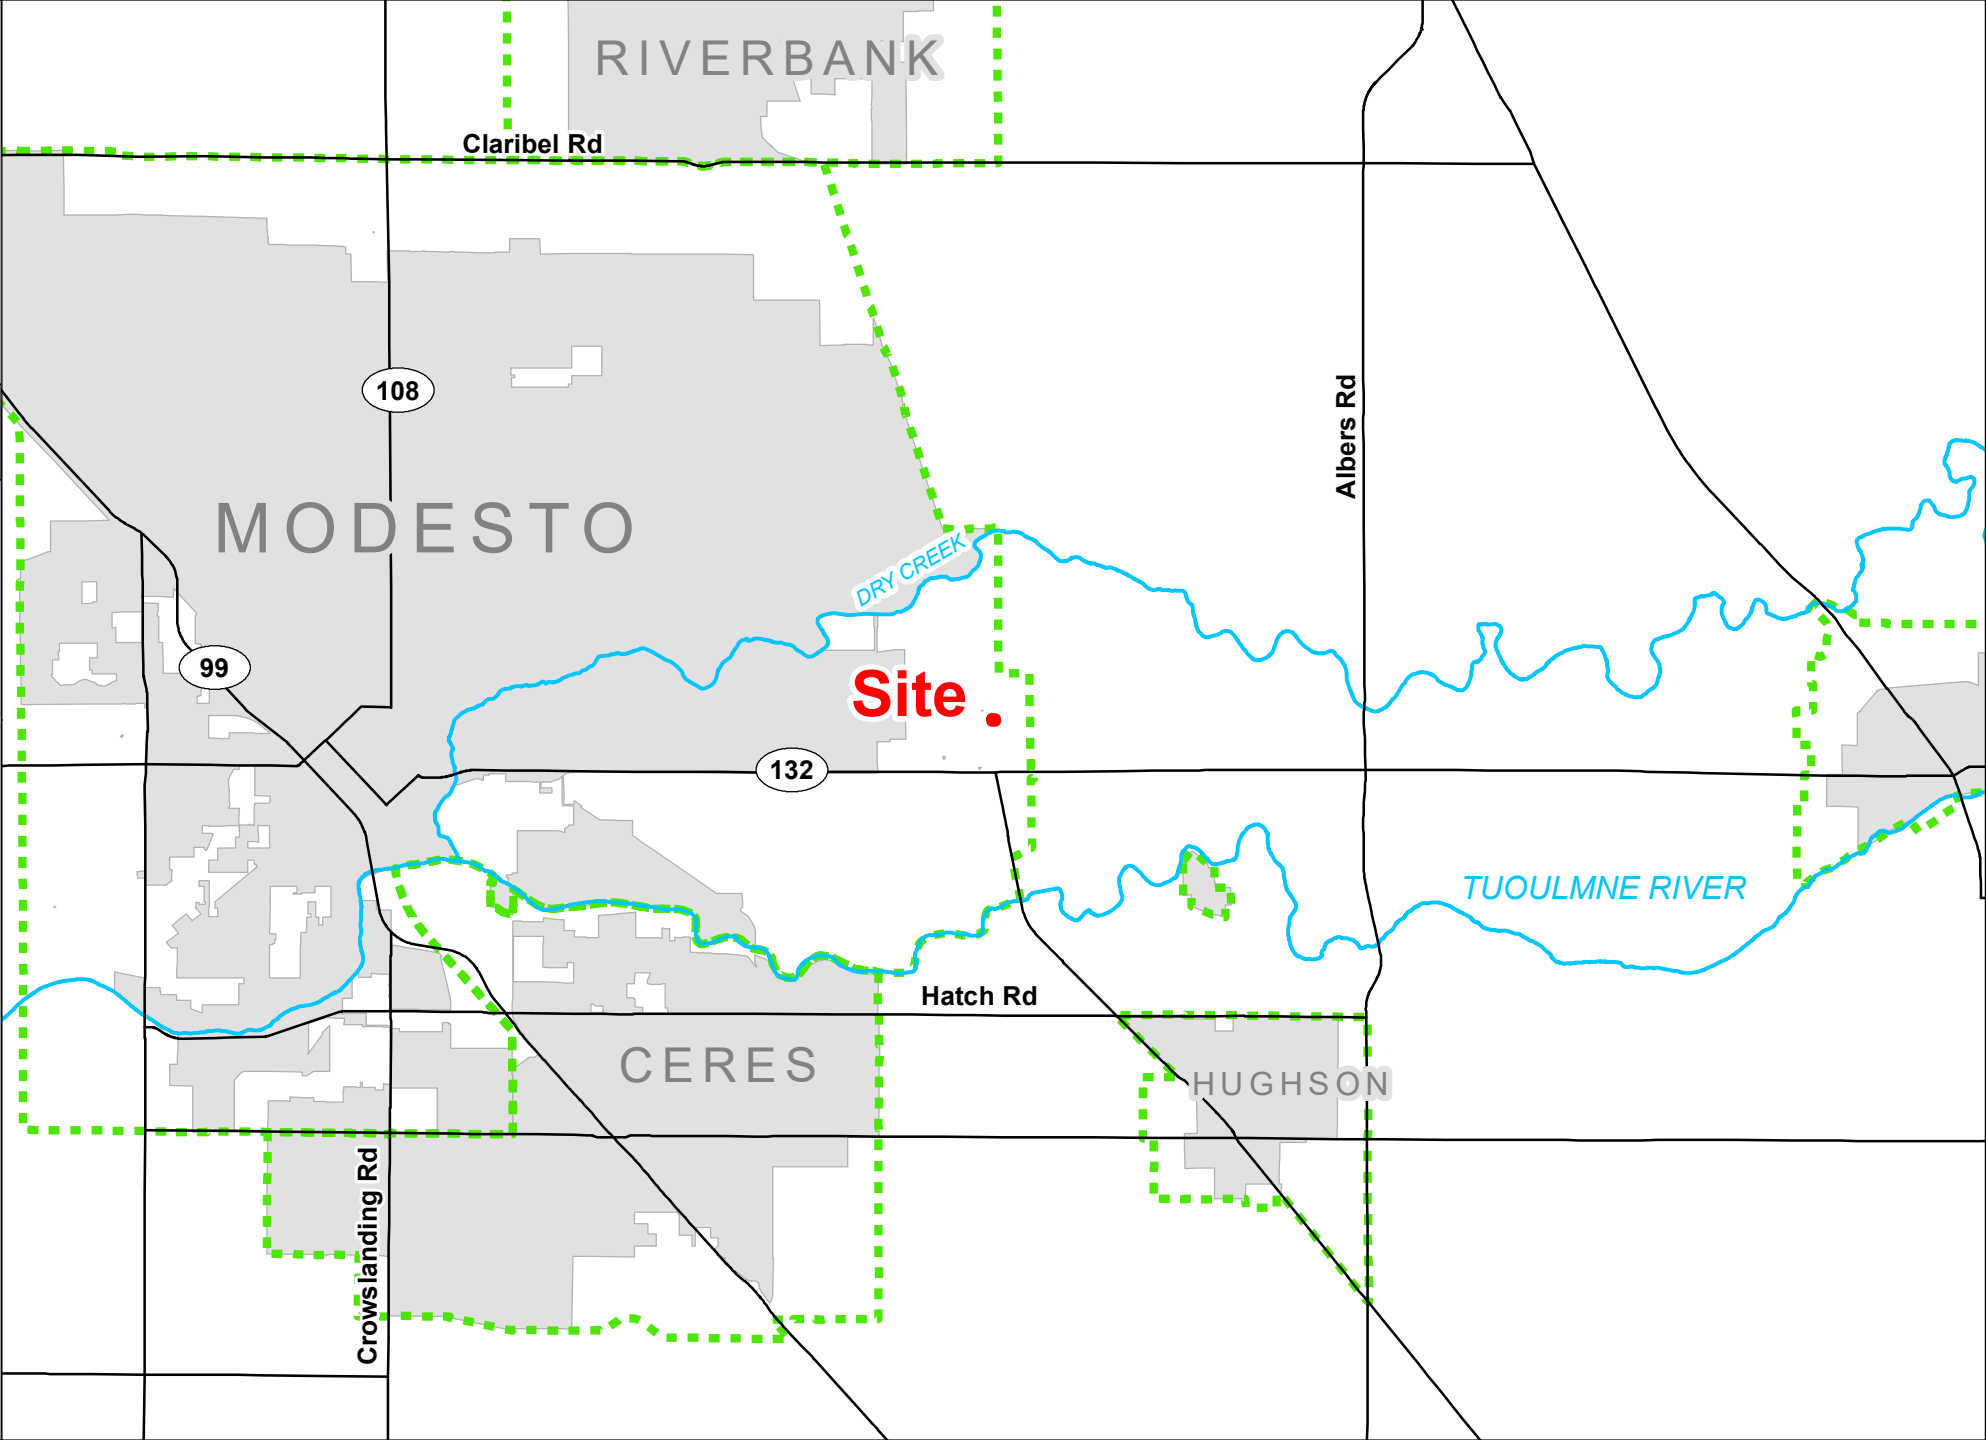 RIVERBANK
Claribel Rd
108
Albers Rd
MODESTO
DRY CREEK
99
Site
132
TUOULMNE RIVER
Hatch Rd
CERES
HUGHSON
Crowslanding Rd